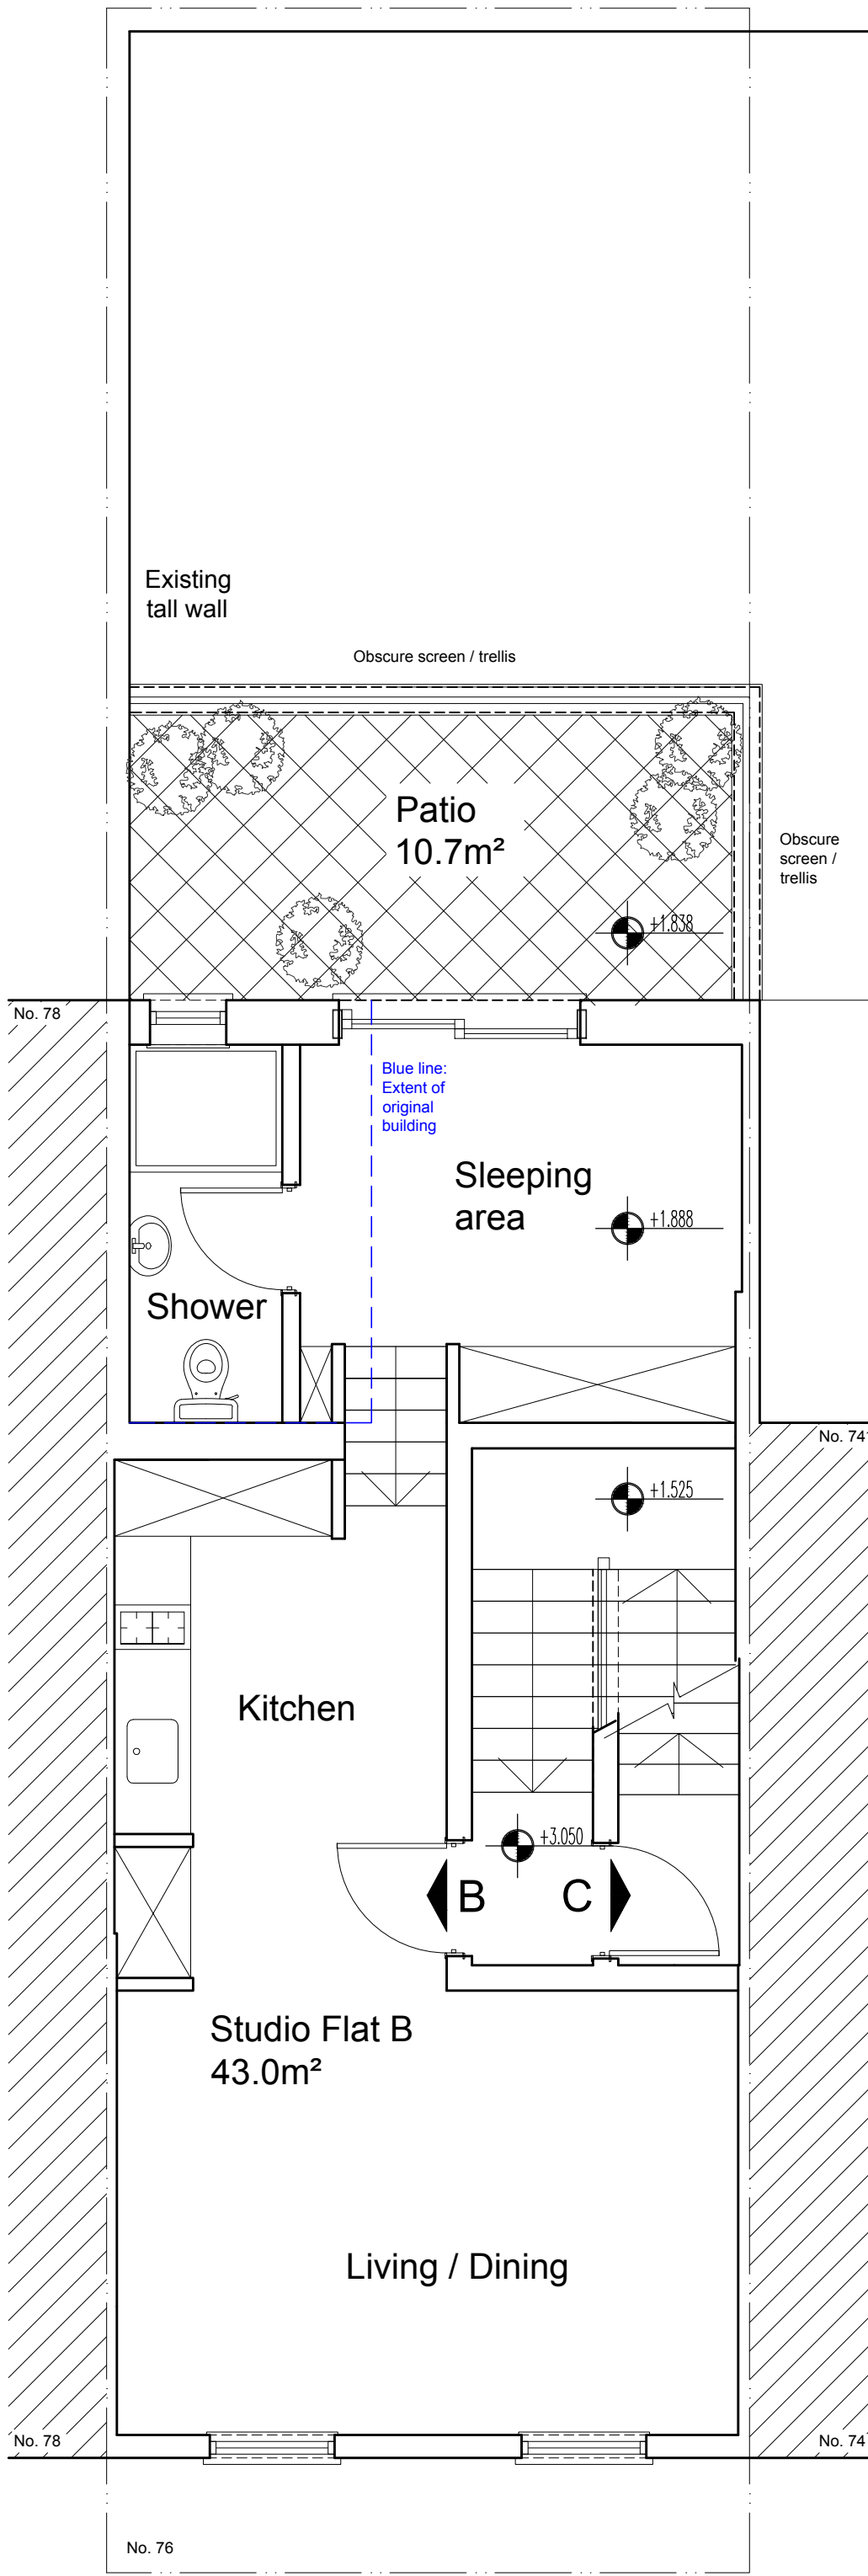 Existing
tall wall
Obscure screen / trellis
Patio
10.7m²
Obscure
screen /
trellis
+1.838
No. 78
Blue line:
Extent of
original
building
Sleeping
area
+1.888
Shower
No. 74
+1.525
Kitchen
+3.050
B
C
Studio Flat B
43.0m²
Living / Dining
No. 78
No. 74
No. 76